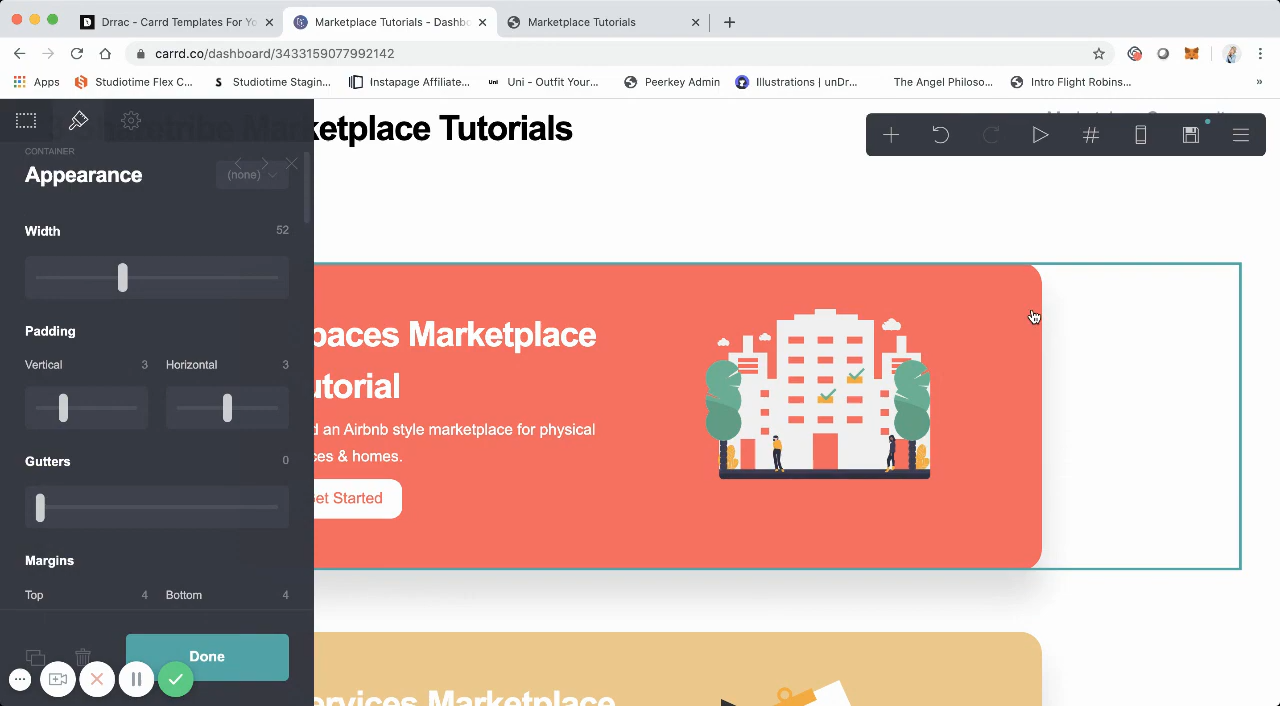 Drrac - Carrd Templates For Yo
Marketplace Tutorials - Dashbo
Marketplace Tutorials
carrd.co/dashboard/3433159077992142
Apps
Studiotime Flex C...
Studiotime Stagin...
Instapage Affiliate...
Uni - Outfit Your...
Peerkey Admin
Illustrations | unDr...
The Angel Philoso...
Intro Flight Robins...
»
ketplace Tutorials
CONTAINER
Appearance
(none)
Width
52
Padding
Vertical
3
Horizontal
3
Gutters
0
Margins
Top
4
Bottom
4
Done
paces Marketplace
utorial
d an Airbnb style marketplace for physical
ces & homes.
et Started
ervices Marketplace